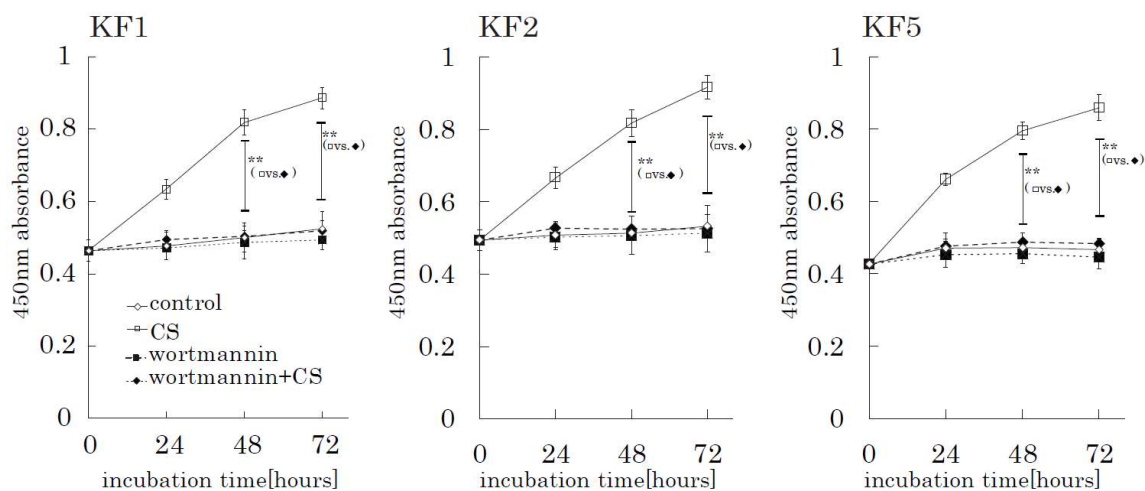 KF1
1
0.8
0.6
0.4
0.2
0
450nm absorbance
**
(□vs.◆)
**
(□vs.◆)
control
CS
wortmannin
wortmannin+CS
0 24 48 72
incubation time[hours]
KF2
1
0.8
0.6
0.4
0.2
0
450nm absorbance
**
(□vs.◆)
**
(□vs.◆)
0 24 48 72
incubation time[hours]
KF5
1
0.8
0.6
0.4
0.2
0
450nm absorbance
**
(□vs.◆)
**
(□vs.◆)
0 24 48 72
incubation time[hours]